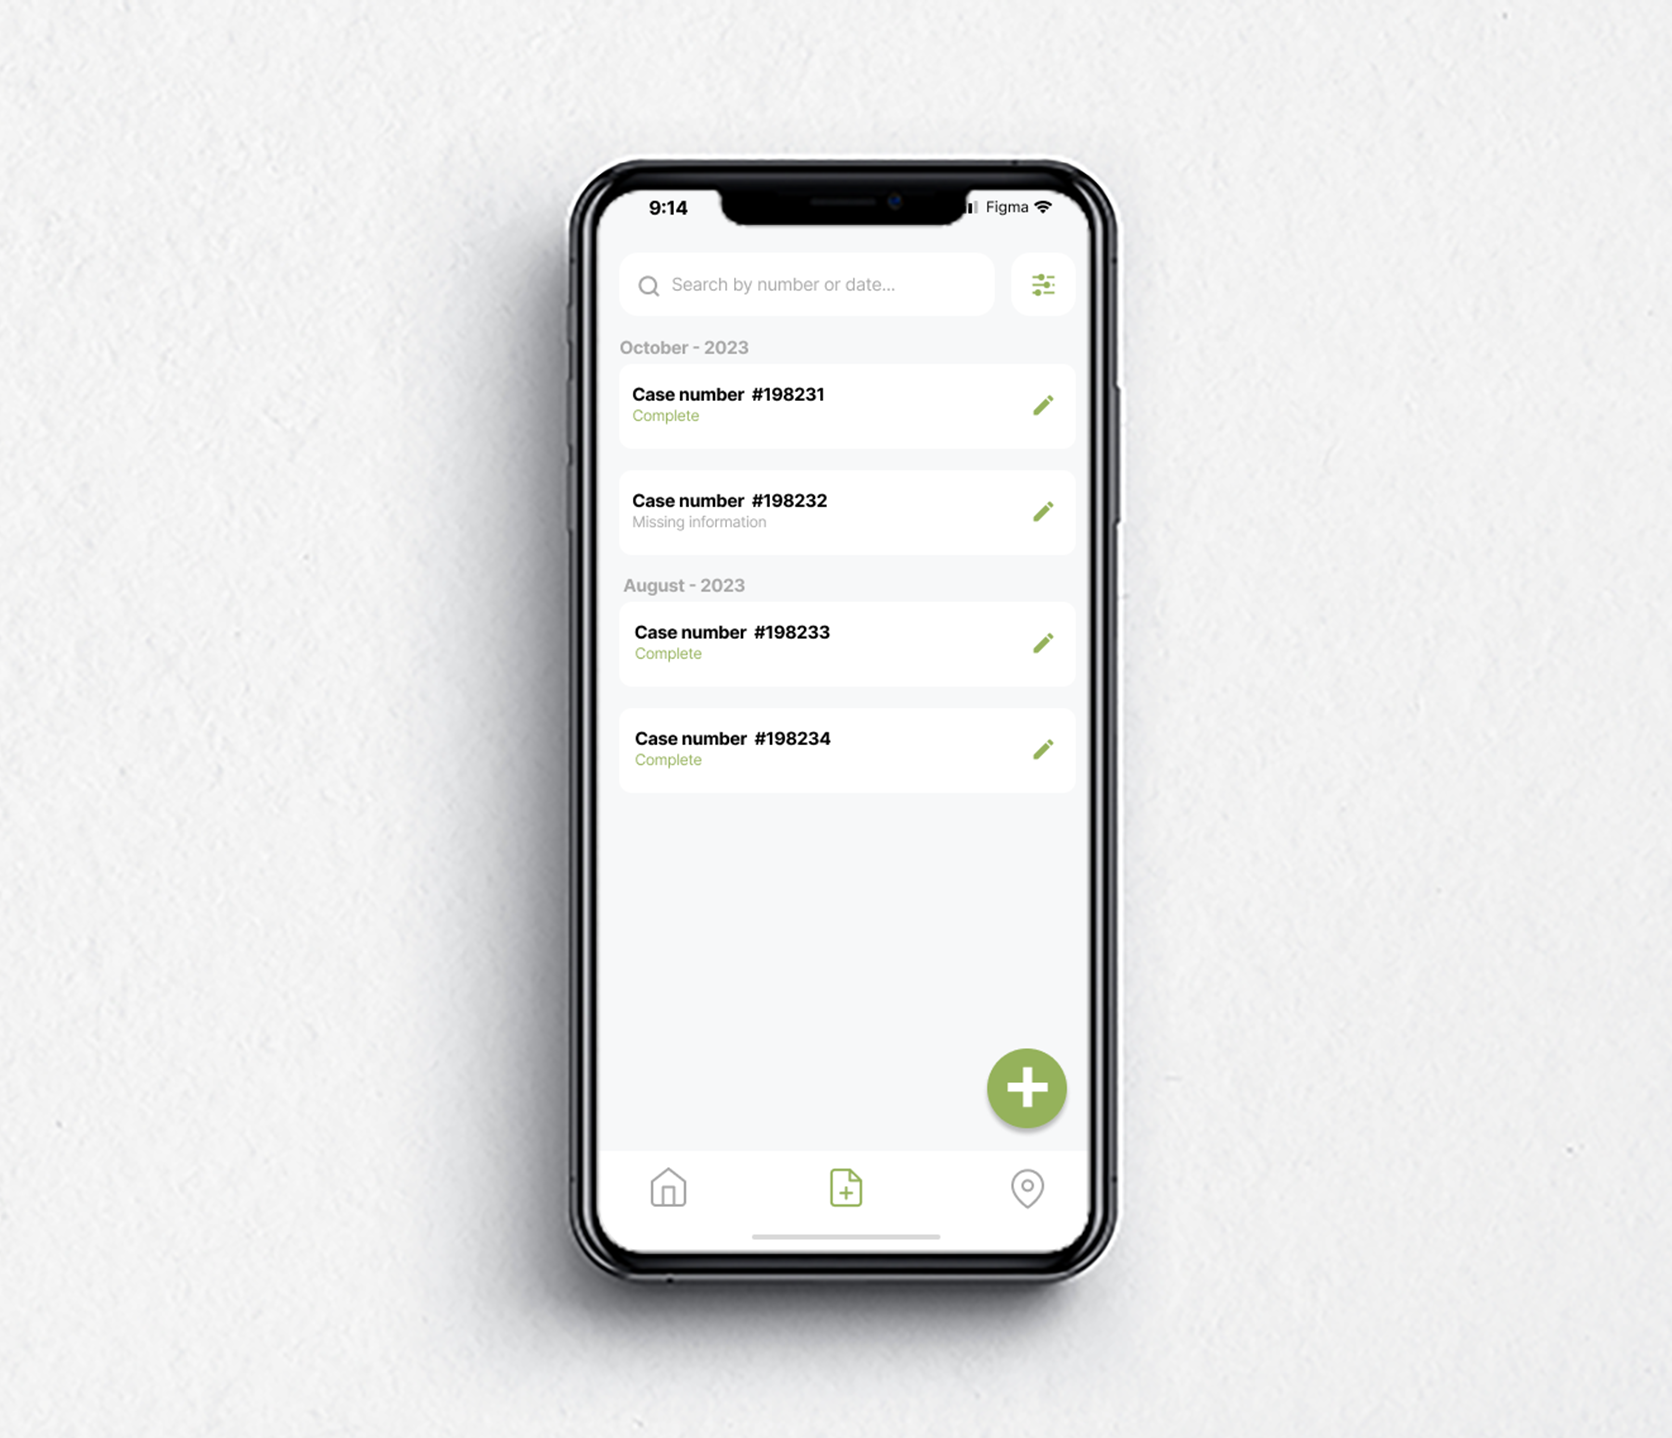 9:14
Figma
Search by number or date...
October - 2023
Case number #198231
Complete
Case number #198232
Missing information
August - 2023
Case number #198233
Complete
Case number #198234
Complete